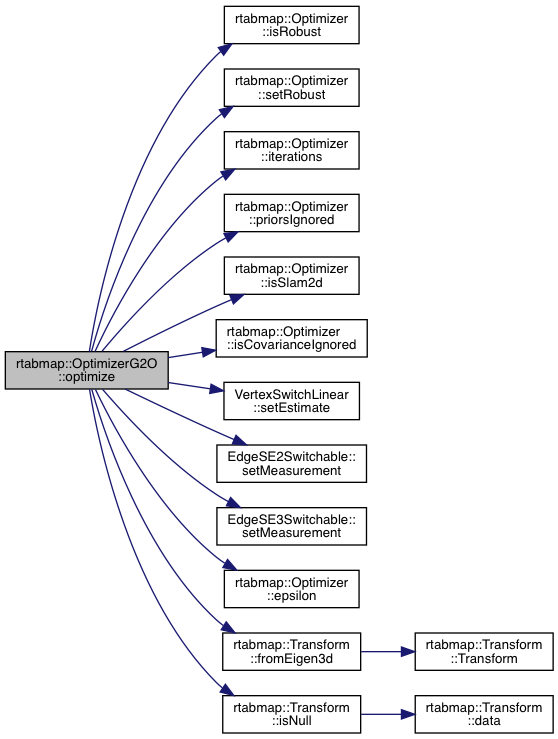 rtabmap::Optimizer
::isRobust
rtabmap::Optimizer
::setRobust
rtabmap::Optimizer
::iterations
rtabmap::Optimizer
::priorsIgnored
rtabmap::Optimizer
::isSlam2d
rtabmap::Optimizer
::isCovarianceIgnored
rtabmap::OptimizerG2O
::optimize
VertexSwitchLinear
::setEstimate
EdgeSE2Switchable::
setMeasurement
EdgeSE3Switchable::
setMeasurement
rtabmap::Optimizer
::epsilon
rtabmap::Transform
::fromEigen3d
rtabmap::Transform
::Transform
rtabmap::Transform
::isNull
rtabmap::Transform
::data